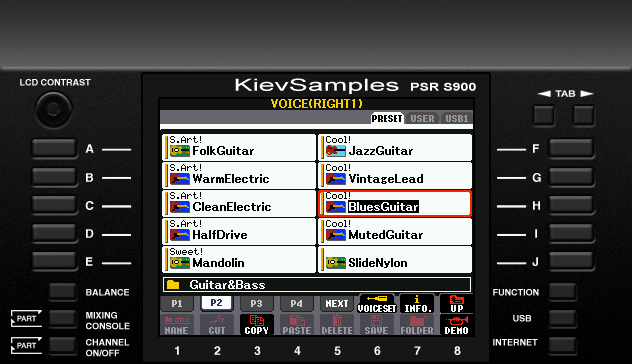 KievSamples PSR S900
LCD CONTRAST
TAB
VOICE(RIGHT1)
PRESET USER USB1
S.Art! Cool!
FolkGuitar JazzGuitar
S.Art! Cool!
WarmElectric VintageLead
S.Art! Cool!
CleanElectric BluesGuitar
S.Art! Cool!
HalfDrive MutedGuitar
Sweet!
Mandolin SlideNylon
Guitar&Bass
P1 P2 P3 P4 NEXT VOICESET INFO. UP
NAME CUT COPY PASTE DELETE SAVE FOLDER DEMO
1 2 3 4 5 6 7 8
A
B
C
D
E
BALANCE
PART MIXING CONSOLE
PART CHANNEL ON/OFF
F
G
H
I
J
FUNCTION
USB
INTERNET